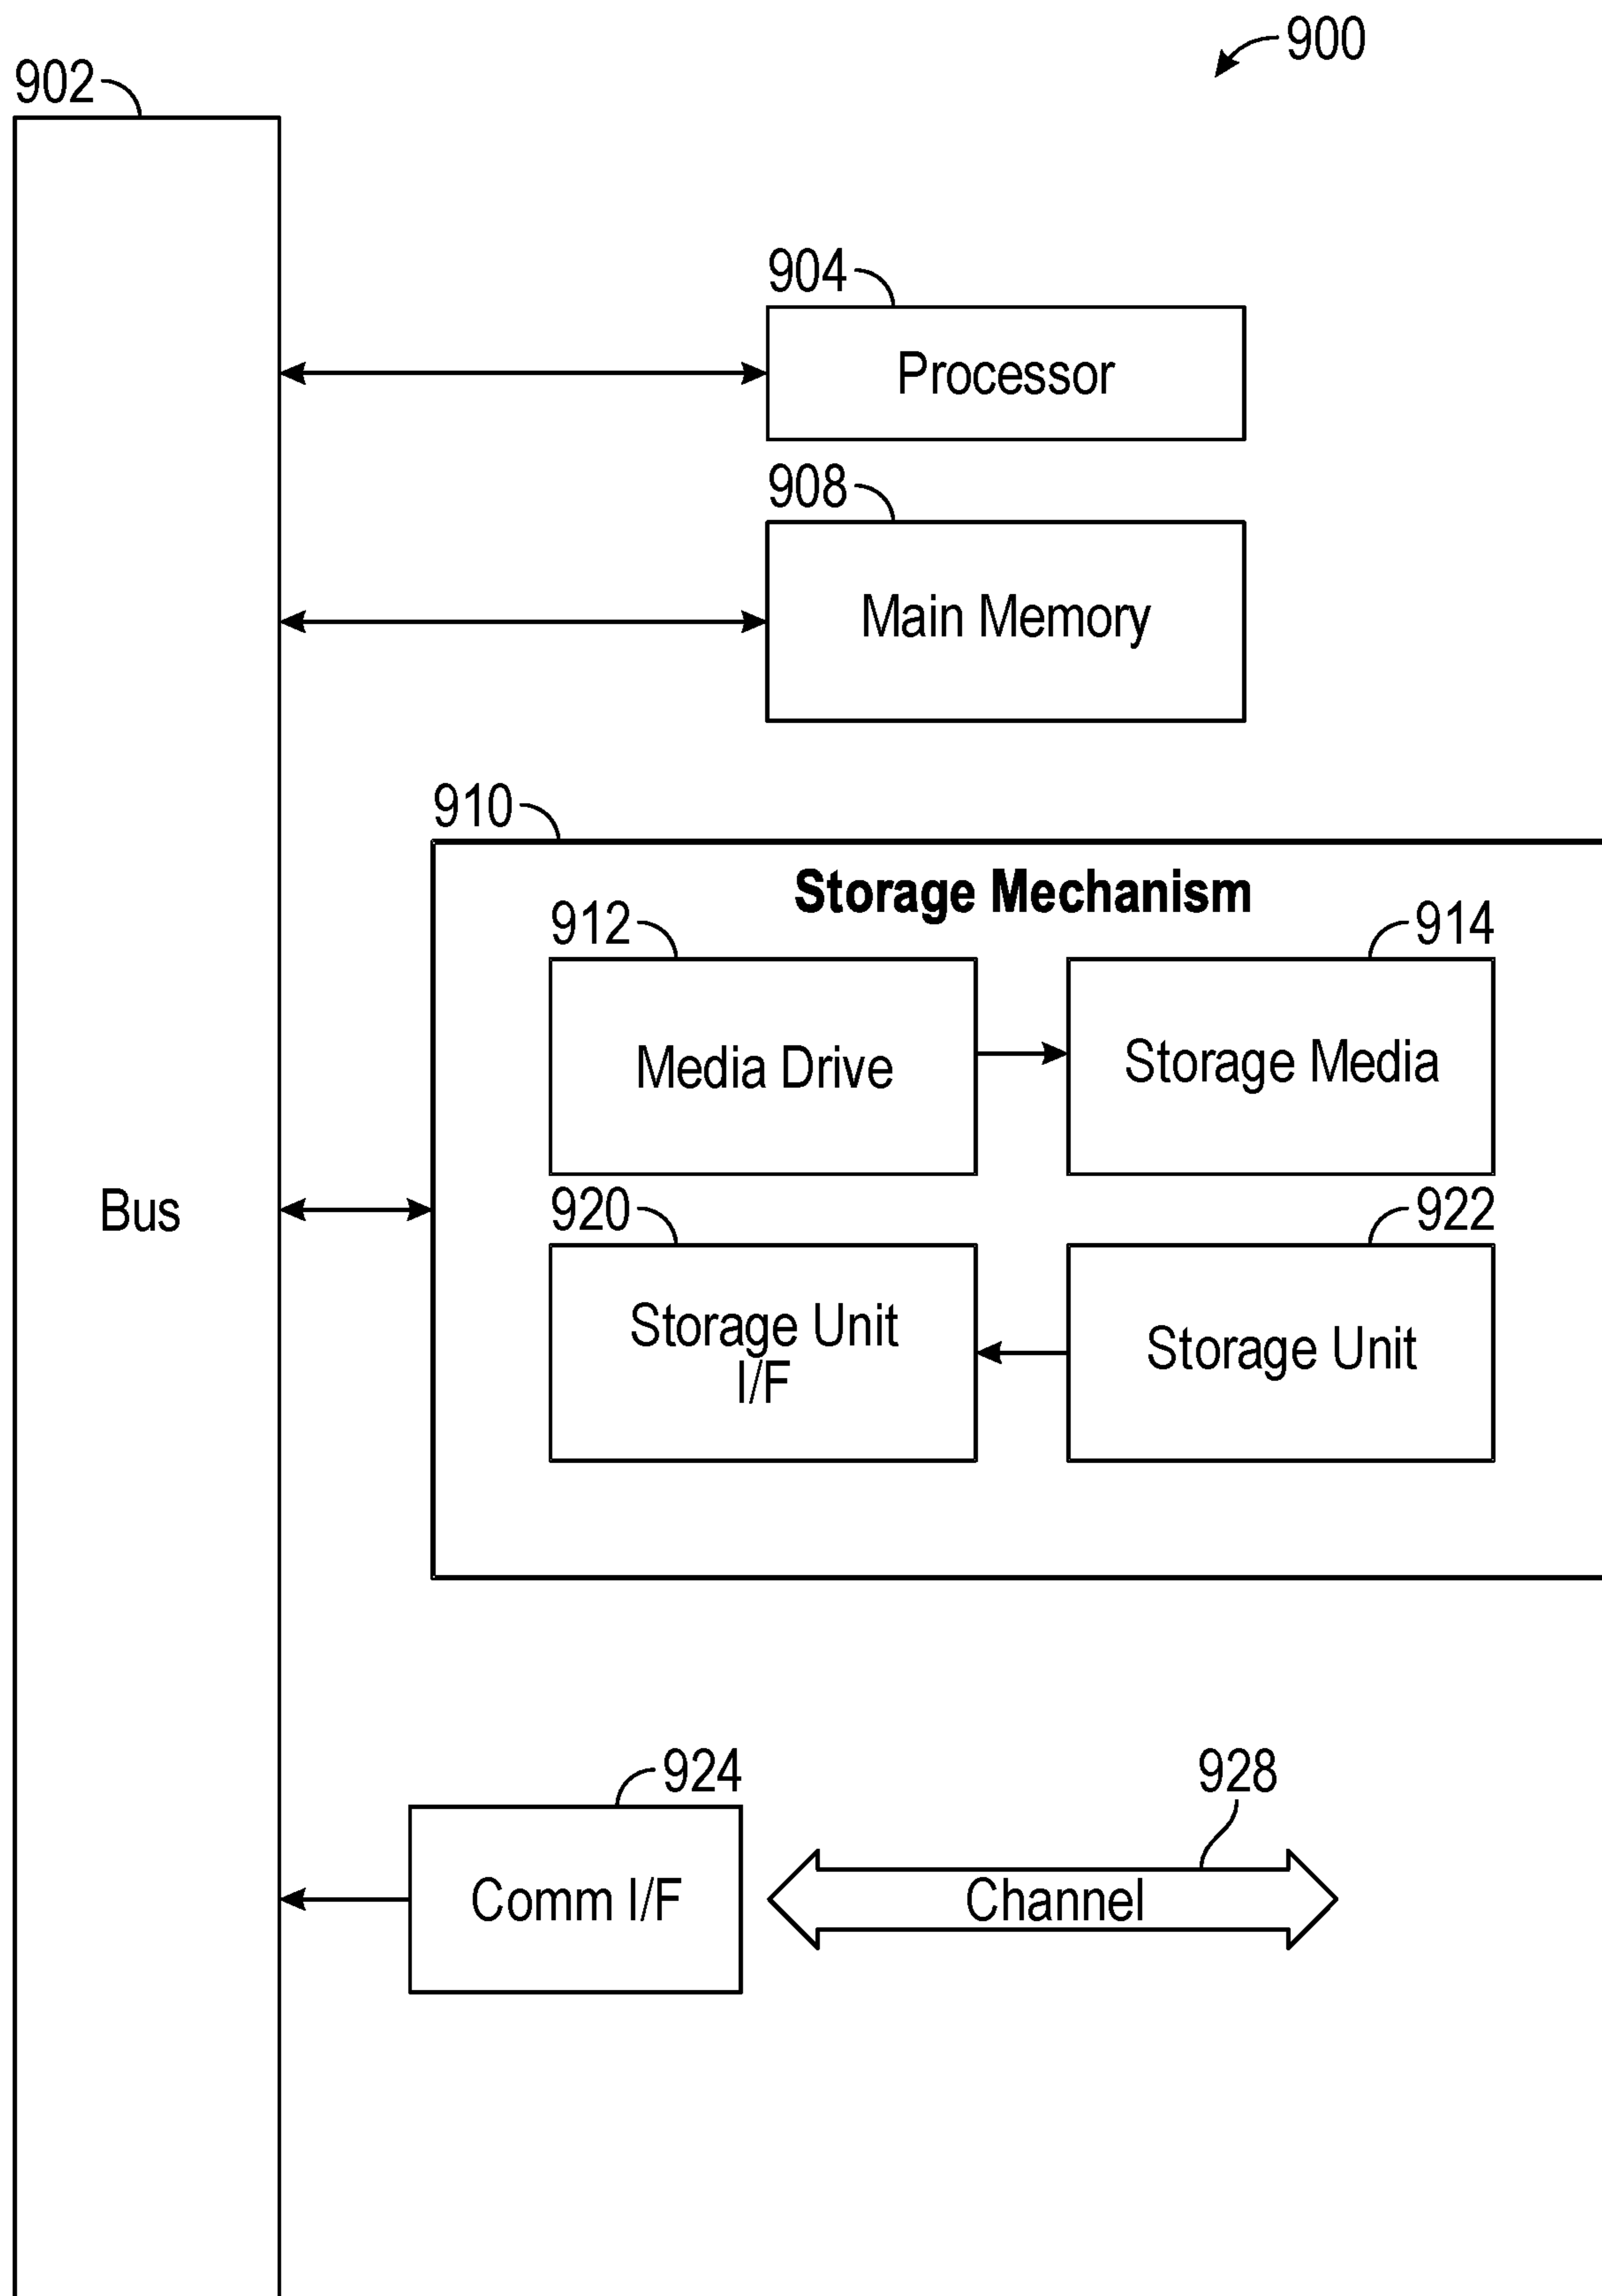 900
902
904
Processor
908
Main Memory
910
Storage Mechanism
912
914
Media Drive
Storage Media
Bus
920
922
Storage Unit
I/F
Storage Unit
924
928
Comm I/F
Channel